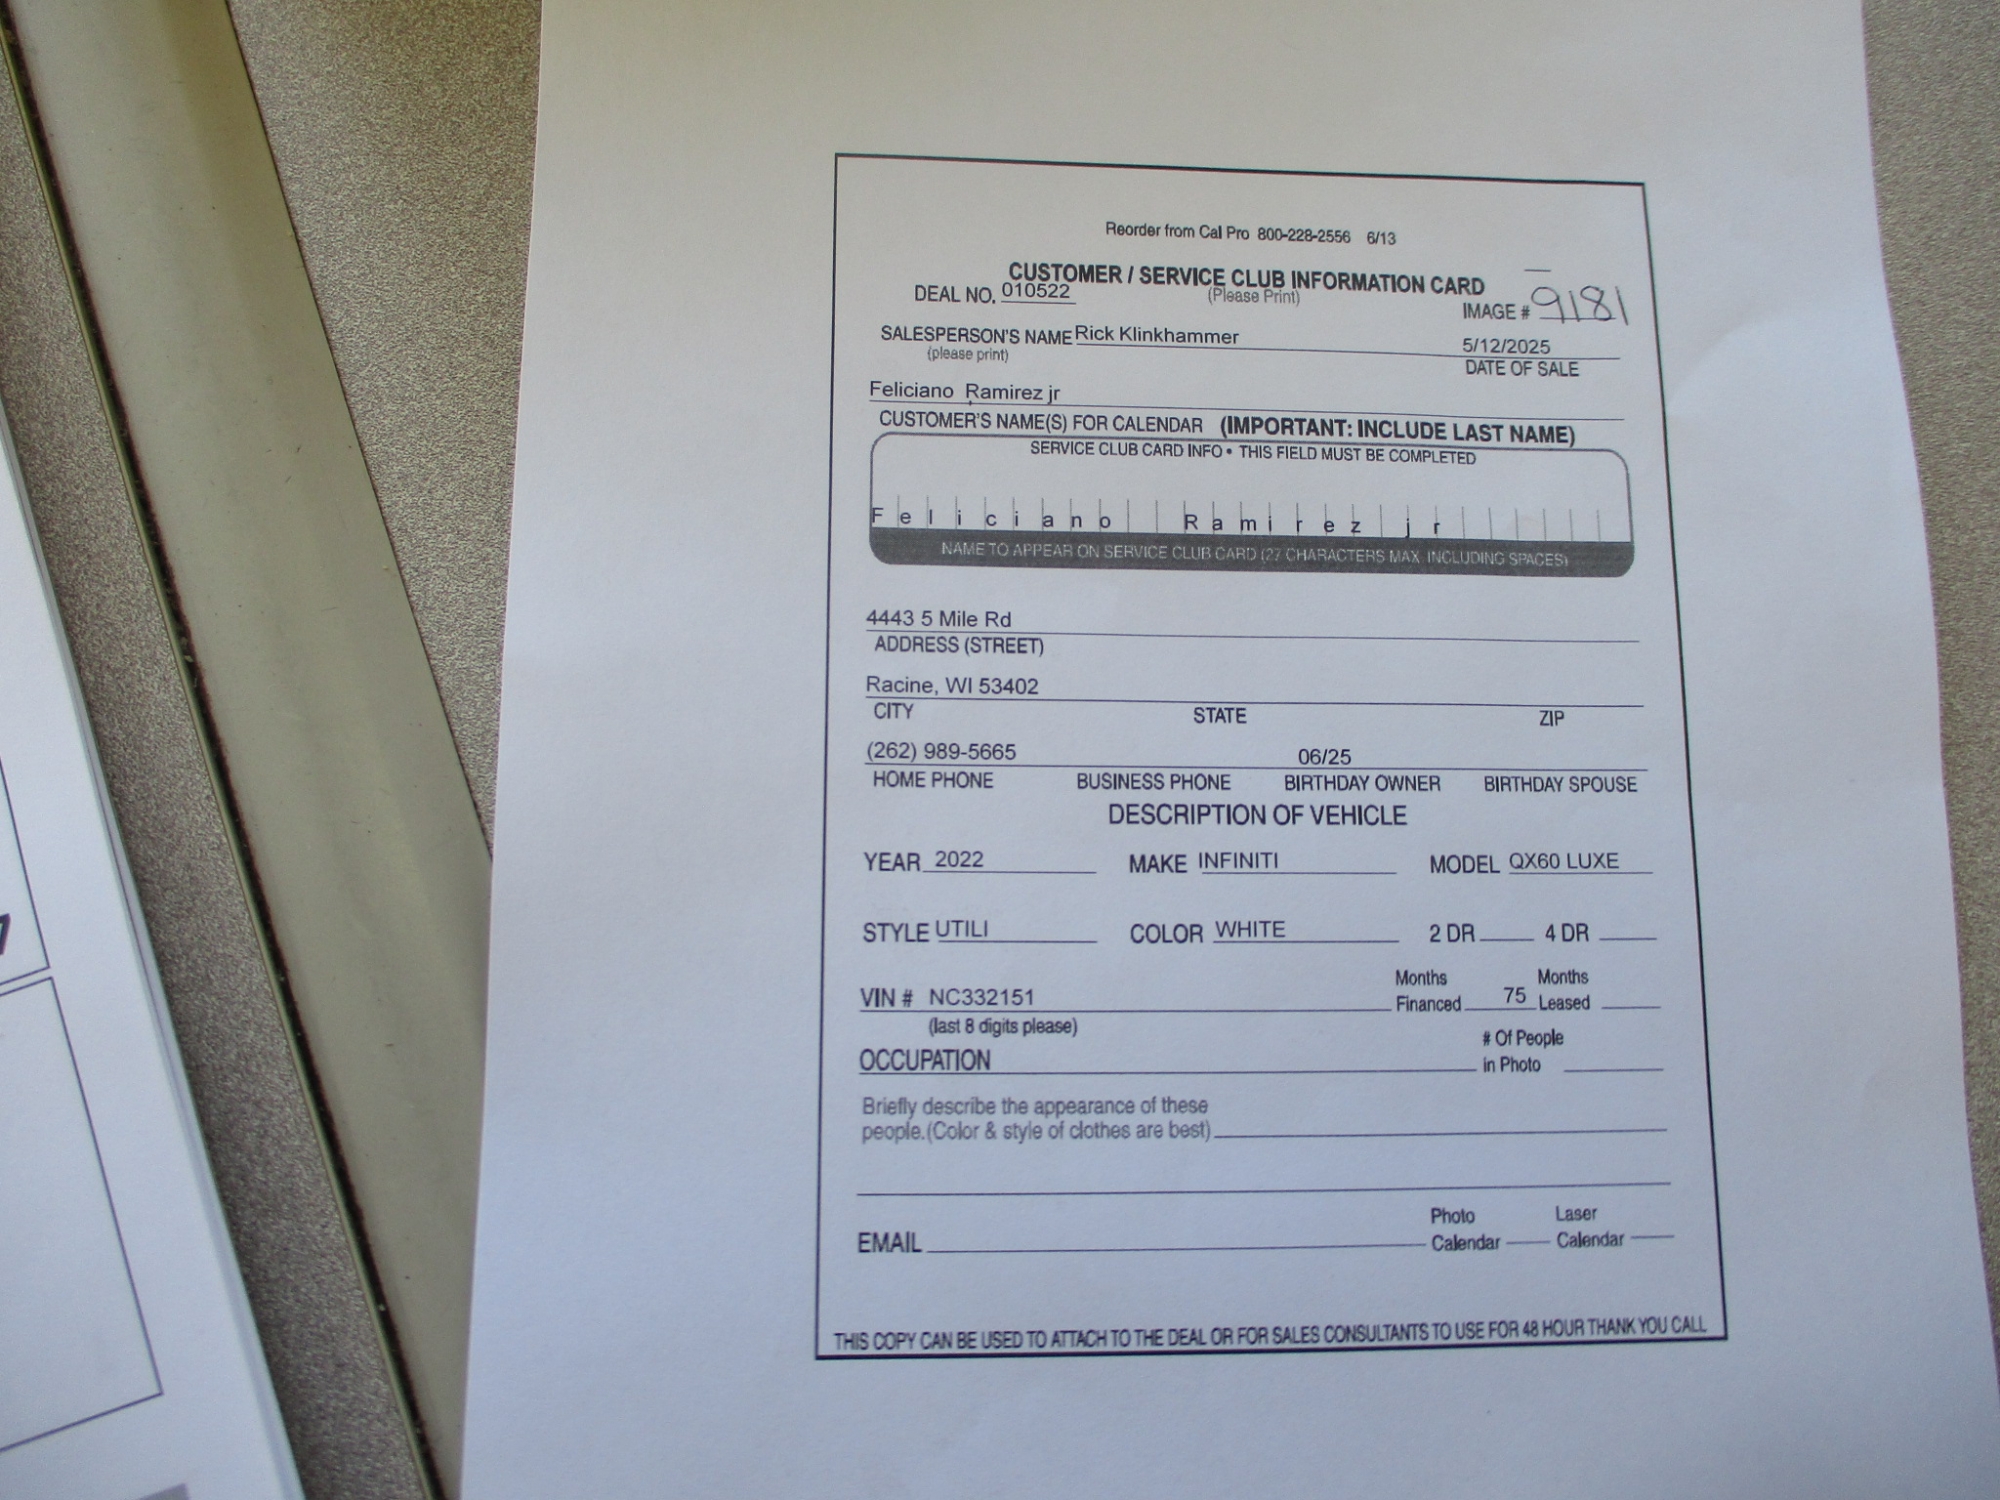 Reorder from Cal Pro 800-228-2556 6/13
CUSTOMER / SERVICE CLUB INFORMATION CARD
DEAL NO. 010522 (Please Print) IMAGE # 9181
SALESPERSON'S NAME Rick Klinkhammer 5/12/2025
(please print) DATE OF SALE
Feliciano Ramirez jr
CUSTOMER'S NAME(S) FOR CALENDAR (IMPORTANT: INCLUDE LAST NAME)
SERVICE CLUB CARD INFO • THIS FIELD MUST BE COMPLETED
Feliciano Ramirez jr
NAME TO APPEAR ON SERVICE CLUB CARD (27 CHARACTERS MAX. INCLUDING SPACES)
4443 5 Mile Rd
ADDRESS (STREET)
Racine, WI 53402
CITY STATE ZIP
(262) 989-5665 06/25
HOME PHONE BUSINESS PHONE BIRTHDAY OWNER BIRTHDAY SPOUSE
DESCRIPTION OF VEHICLE
YEAR 2022 MAKE INFINITI MODEL QX60 LUXE
STYLE UTILI COLOR WHITE 2 DR 4 DR
Months Months
VIN # NC332151 Financed 75 Leased
(last 8 digits please) # Of People
OCCUPATION in Photo
Briefly describe the appearance of these
people.(Color & style of clothes are best)
Photo Laser
EMAIL Calendar Calendar
THIS COPY CAN BE USED TO ATTACH TO THE DEAL OR FOR SALES CONSULTANTS TO USE FOR 48 HOUR THANK YOU CALL